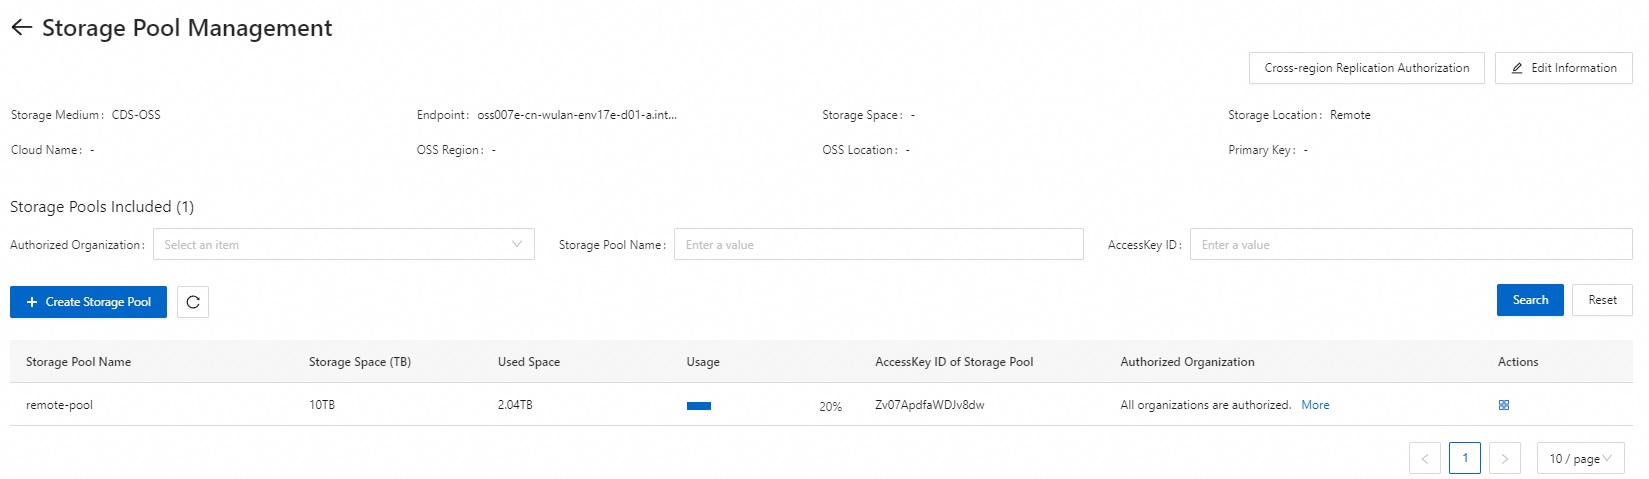 Storage Pool Management
Cross-region Replication Authorization Edit Information
Storage Medium: CDS-OSS Endpoint: oss007e-cn-wulan-env17e-d01-a.int... Storage Space: - Storage Location: Remote
Cloud Name: - OSS Region: - OSS Location: - Primary Key: -
Storage Pools Included (1)
Authorized Organization: Select an item Storage Pool Name: Enter a value AccessKey ID: Enter a value
+ Create Storage Pool Search Reset
Storage Pool Name Storage Space (TB) Used Space Usage AccessKey ID of Storage Pool Authorized Organization Actions
remote-pool 10TB 2.04TB 20% Zv07ApdfaWDJv8dw All organizations are authorized. More
< 1 > 10 / page